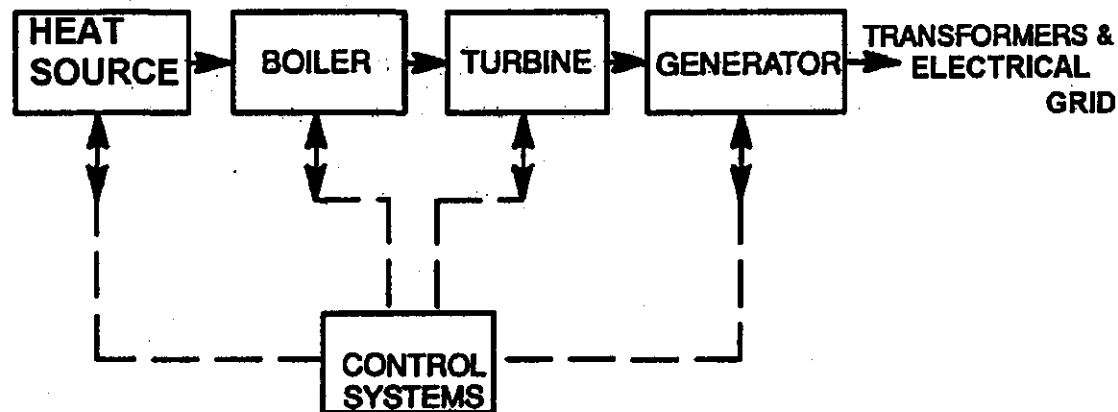 HEAT
SOURCE
BOILER
TURBINE
GENERATOR
TRANSFORMERS &
ELECTRICAL
GRID
CONTROL
SYSTEMS